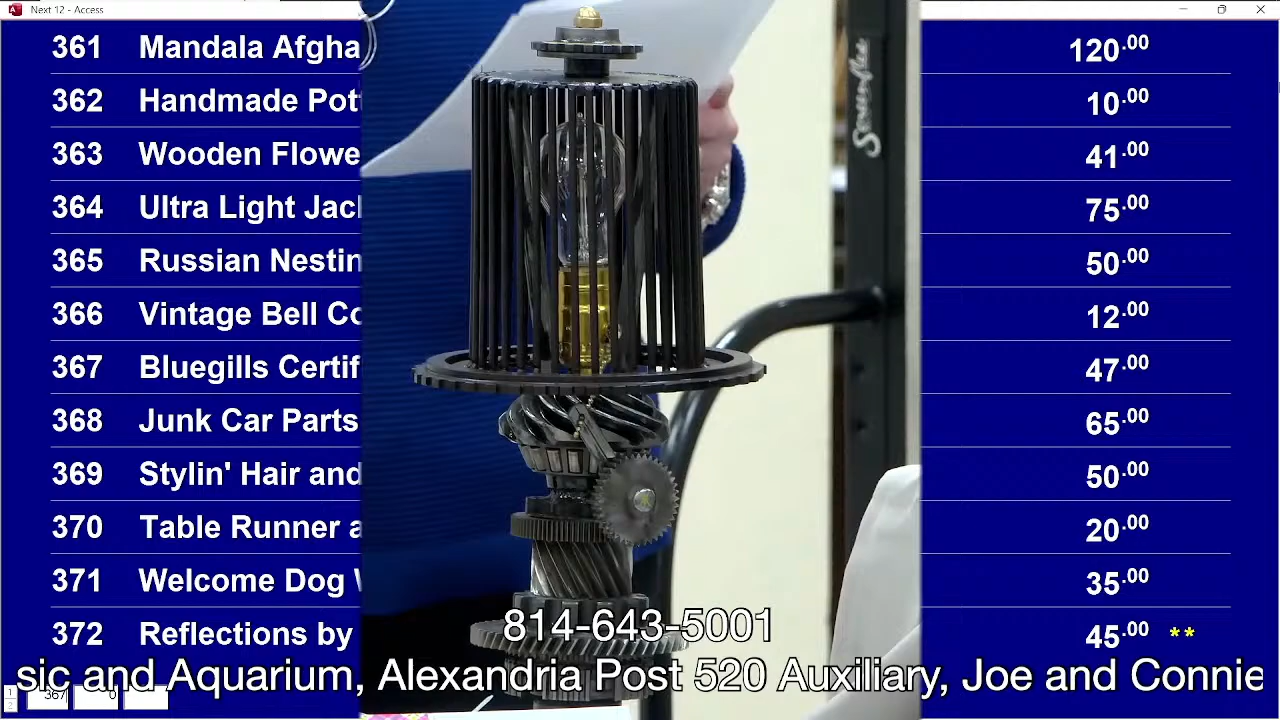 Next 12 - Access
361 Mandala Afgha 120.00
362 Handmade Pot 10.00
363 Wooden Flowe 41.00
364 Ultra Light Jac 75.00
365 Russian Nestin 50.00
366 Vintage Bell Co 12.00
367 Bluegills Certif 47.00
368 Junk Car Parts 65.00
369 Stylin' Hair and 50.00
370 Table Runner a 20.00
371 Welcome Dog 35.00
372 Reflections by 45.00 **
814-643-5001
sic and Aquarium, Alexandria Post 520 Auxiliary, Joe and Connie
367 0